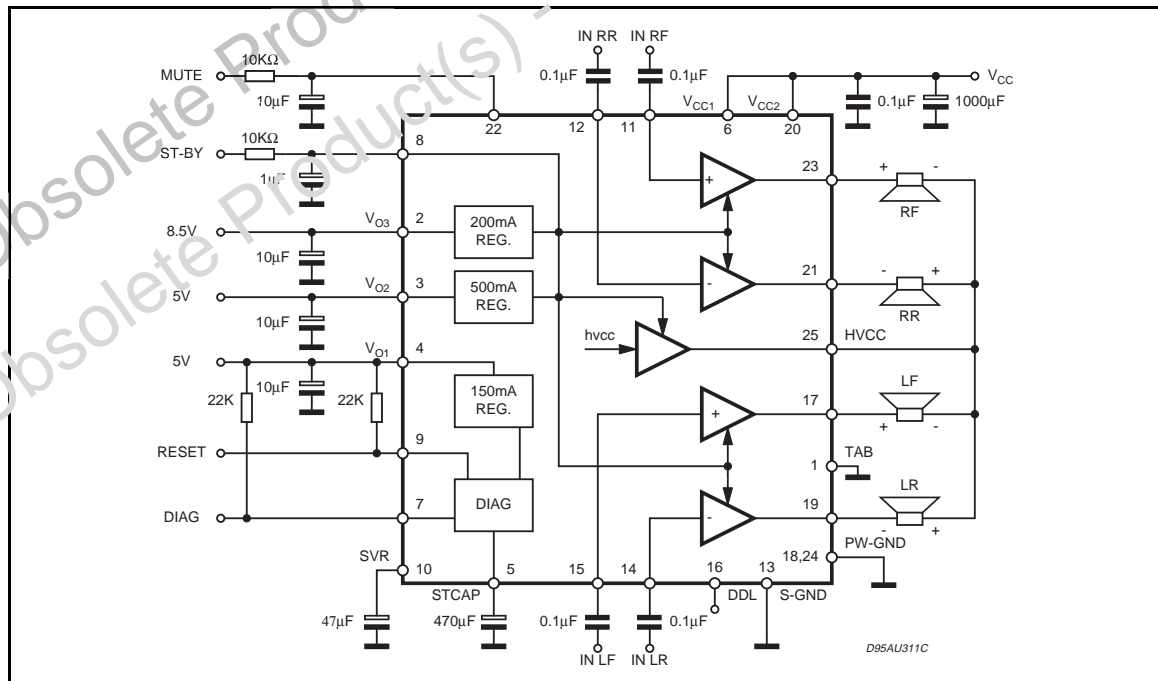 Obsolete Product(s) -
Obsolete Product(s) -
IN RR
IN RF
10KΩ
MUTE
10μF
0.1μF
0.1μF
VCC
0.1μF
1000μF
VCC1
VCC2
22
12
11
6
20
10KΩ
ST-BY
1μF
8
23
+
-
+
RF
8.5V
VO3
2
200mA
REG.
10μF
21
-
-
+
RR
5V
VO2
3
500mA
REG.
10μF
hvcc
25
HVCC
5V
VO1
4
10μF
22K
22K
150mA
REG.
17
LF
+
+
-
RESET
9
1
TAB
DIAG
7
DIAG
19
LR
-
-
+
18,24
PW-GND
SVR
10
5
15
14
16
13
STCAP
DDL
S-GND
47μF
470μF
0.1μF
0.1μF
IN LF
IN LR
D95AU311C